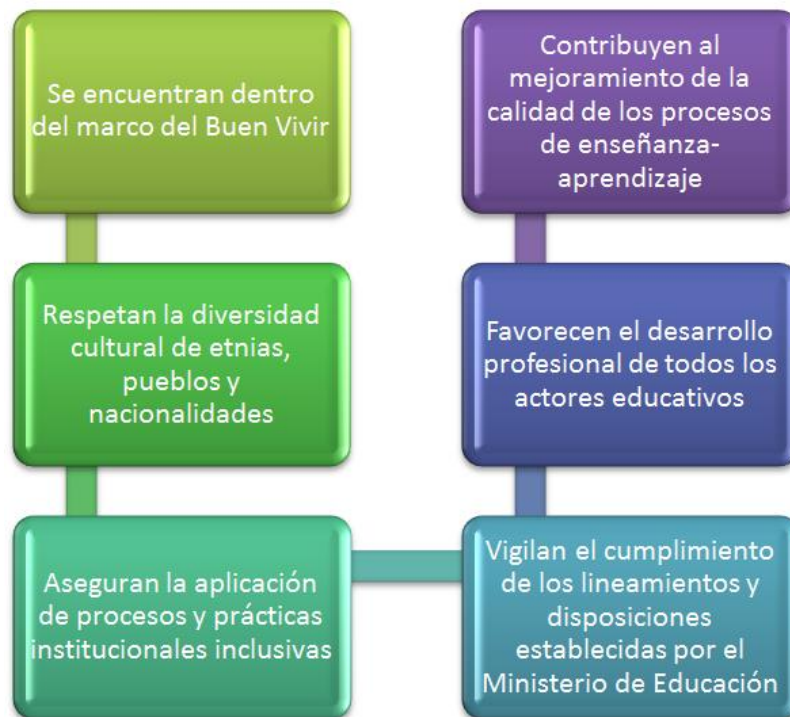 Se encuentran dentro
del marco del Buen Vivir
Respetan la diversidad
cultural de etnias,
pueblos y
nacionalidades
Aseguran la aplicación
de procesos y prácticas
institucionales inclusivas
Vigilan el cumplimiento
de los lineamientos y
disposiciones
establecidas por el
Ministerio de Educación
Favorecen el desarrollo
profesional de todos los
actores educativos
Contribuyen al
mejoramiento de la
calidad de los procesos
de enseñanza-
aprendizaje